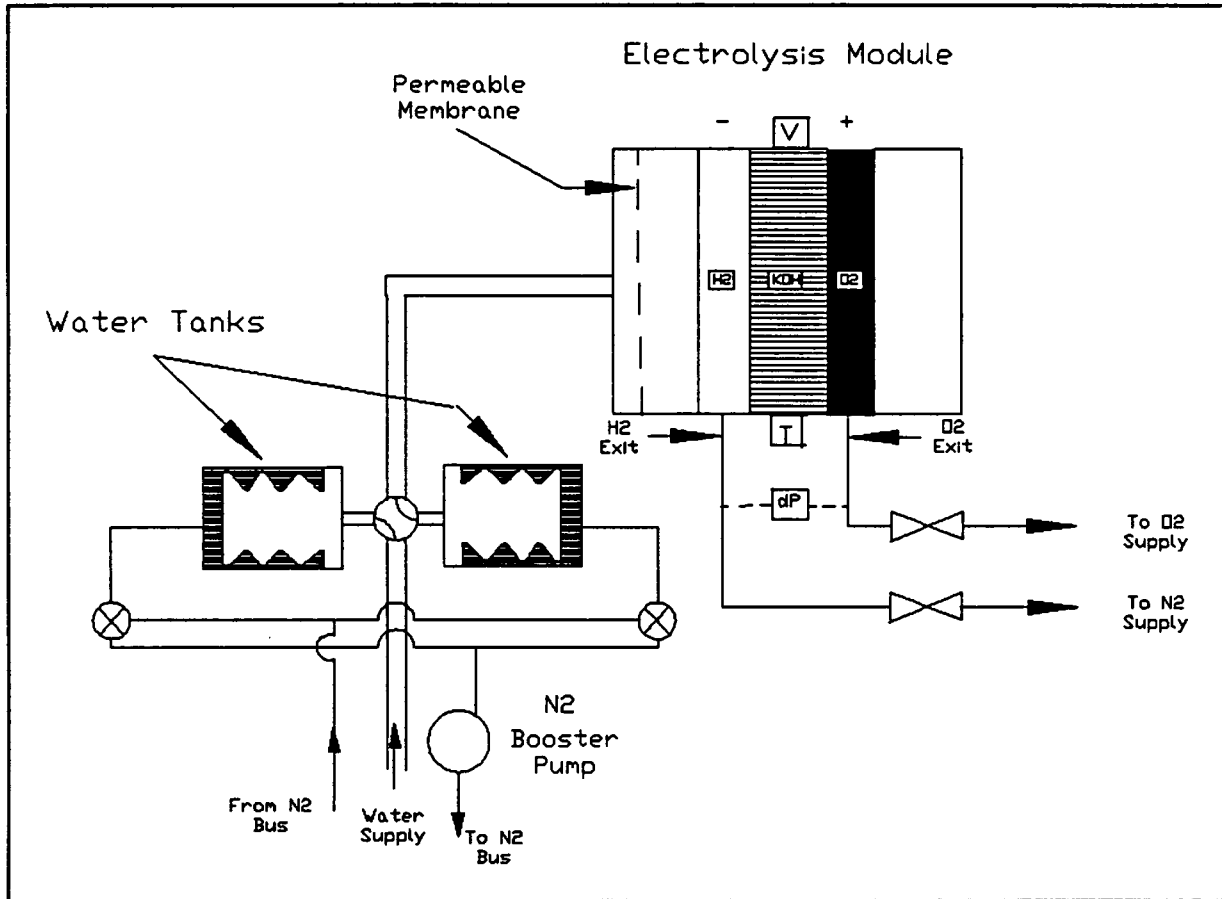 Electrolysis Module
Permeable
Membrane
- V +
H2 KOH O2
Water Tanks
H2
Exit
T
O2
Exit
dP
To O2
Supply
To N2
Supply
N2
Booster
Pump
From N2
Bus
Water
Supply
To N2
Bus